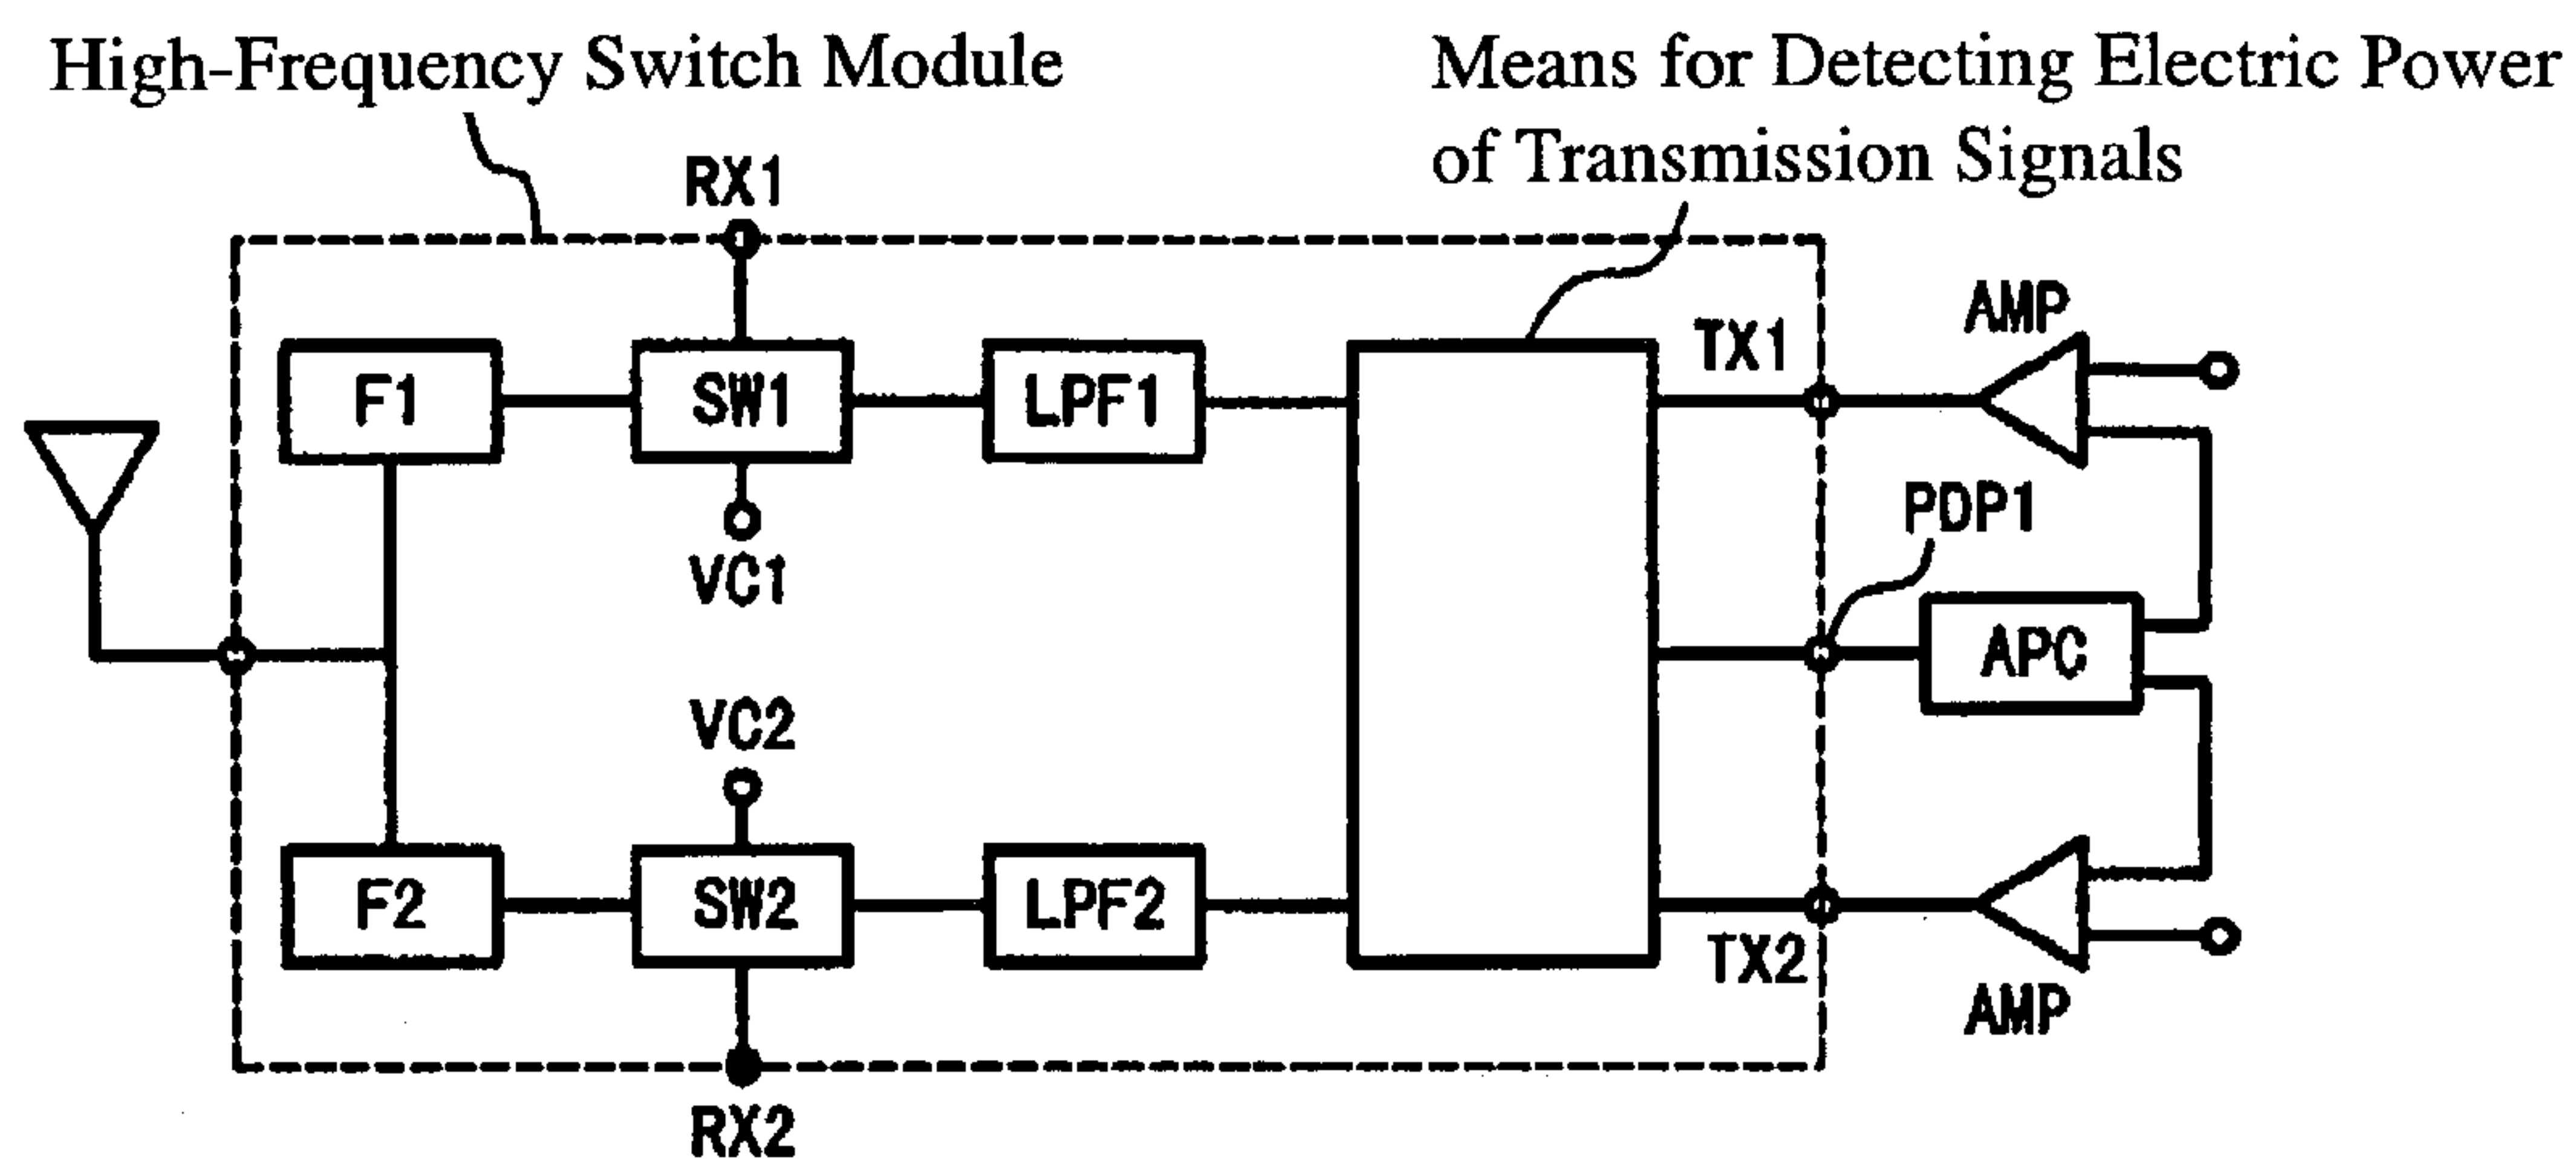 High-Frequency Switch Module
Means for Detecting Electric Power
of Transmission Signals
RX1
AMP
TX1
F1
SW1
LPF1
PDP1
VC1
APC
VC2
F2
SW2
LPF2
TX2
AMP
RX2